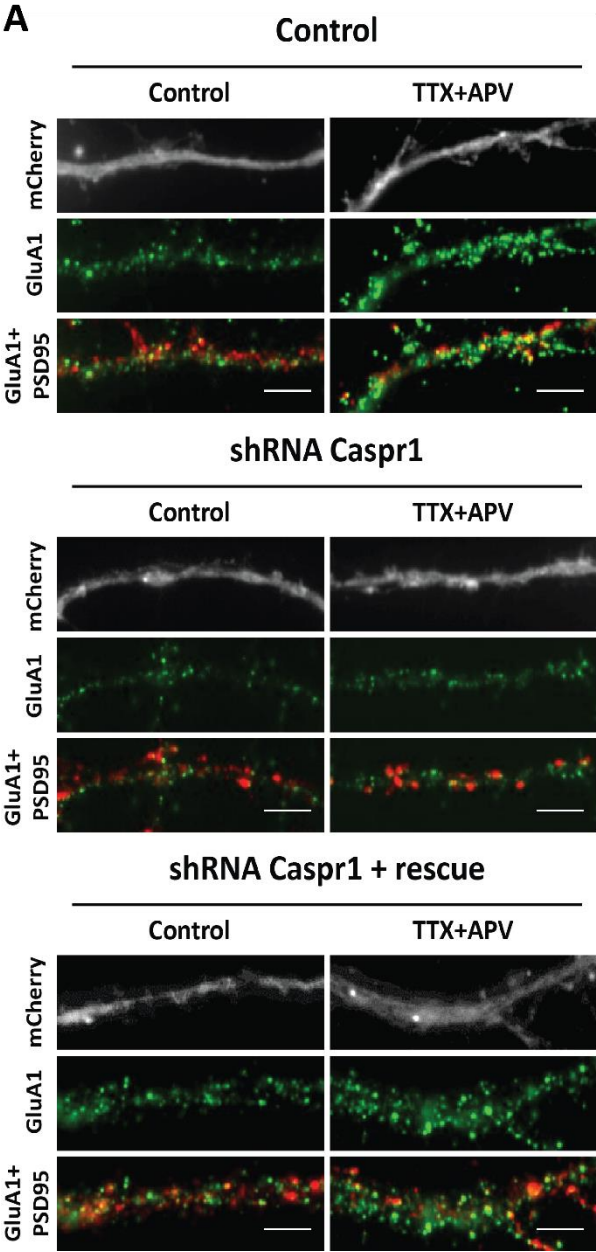 A
Control
Control
TTX+APV
mCherry
GluA1
GluA1+
PSD95
shRNA Caspr1
Control
TTX+APV
mCherry
GluA1
GluA1+
PSD95
shRNA Caspr1 + rescue
Control
TTX+APV
mCherry
GluA1
GluA1+
PSD95